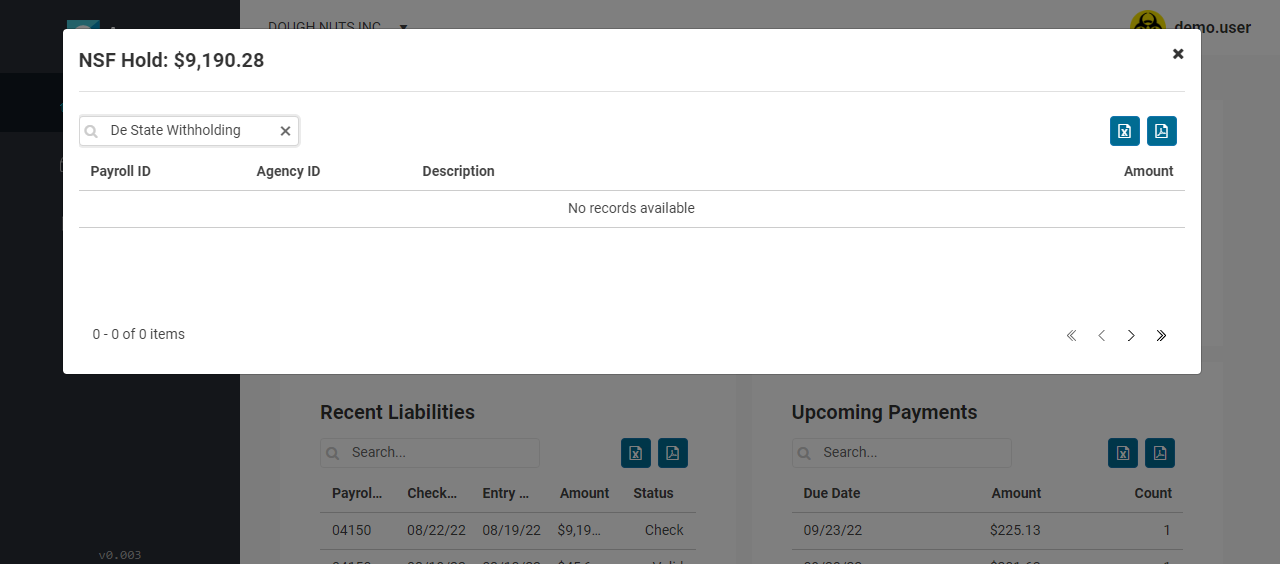 DOUGH NUTS INC
demo.user
NSF Hold: $9,190.28
De State Withholding
Payroll ID Agency ID Description Amount
No records available
0 - 0 of 0 items
Recent Liabilities Upcoming Payments
Search... Search...
Payrol... Check... Entry ... Amount Status Due Date Amount Count
04150 08/22/22 08/19/22 $9,19... Check 09/23/22 $225.13 1
v0.003